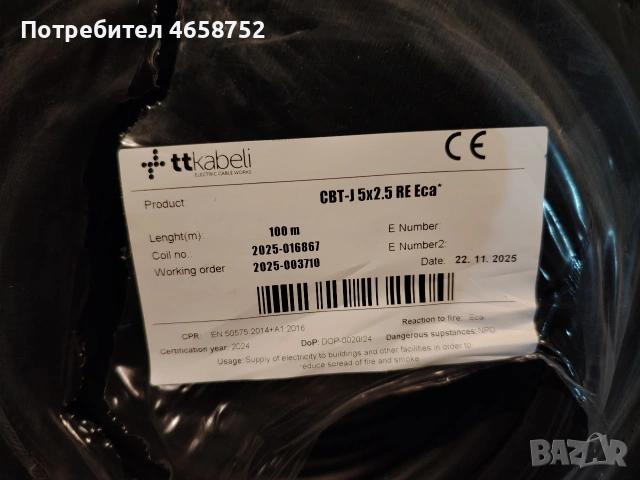 Потребител 4658752
ttkabeli
ELECTRIC CABLE WORKS
CE
Product CBT-J 5x2.5 RE Eca*
Lenght(m): 100 m E Number:
Coil no.: 2025-016867 E Number2:
Working order 2025-003710 Date: 22. 11. 2025
CPR: EN 50575:2014+A1:2016 Reaction to fire: Eca
Certification year: 2024 DoP: DOP-0020/24 Dangerous substances: NPD
Usage: Supply of electricity to buildings and other facilities in order to
reduce spread of fire and smoke.
BAZAR